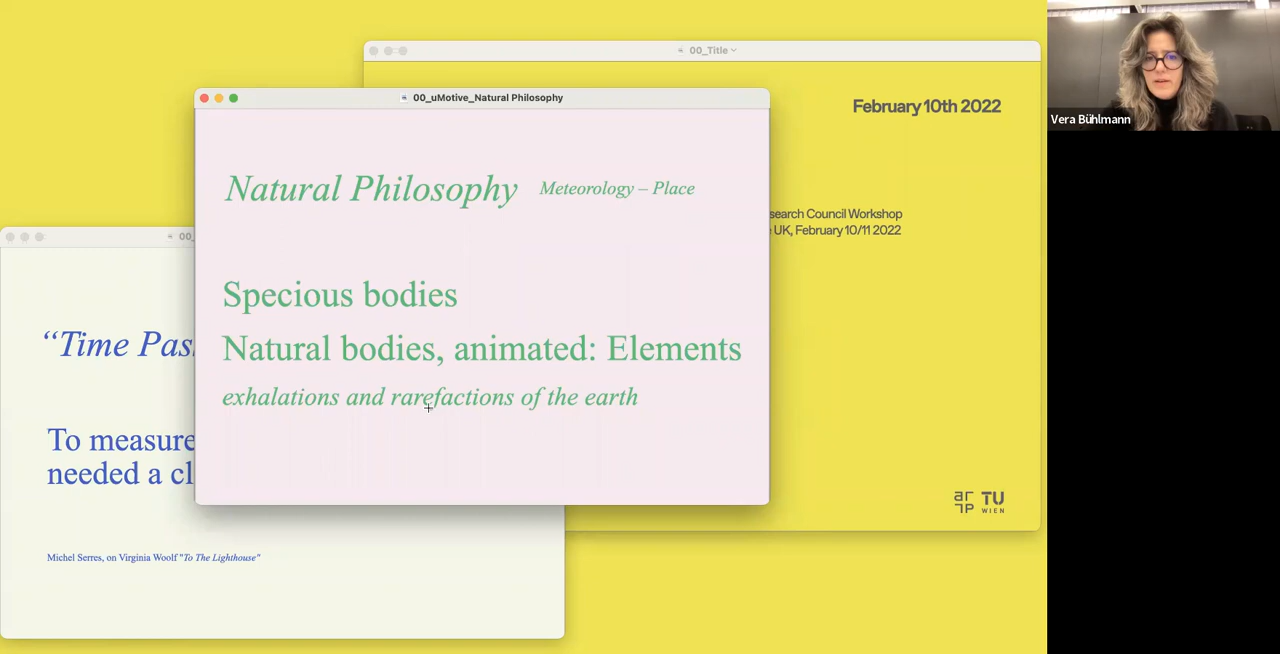 00_Title
February 10th 2022
Vera Bühlmann
00_uMotive_Natural Philosophy
Natural Philosophy Meteorology – Place
search Council Workshop
UK, February 10/11 2022
00_
Specious bodies
Natural bodies, animated: Elements
exhalations and rarefactions of the earth
“Time Pas
To measure
needed a cl
Michel Serres, on Virginia Woolf "To The Lighthouse"
TU
WIEN